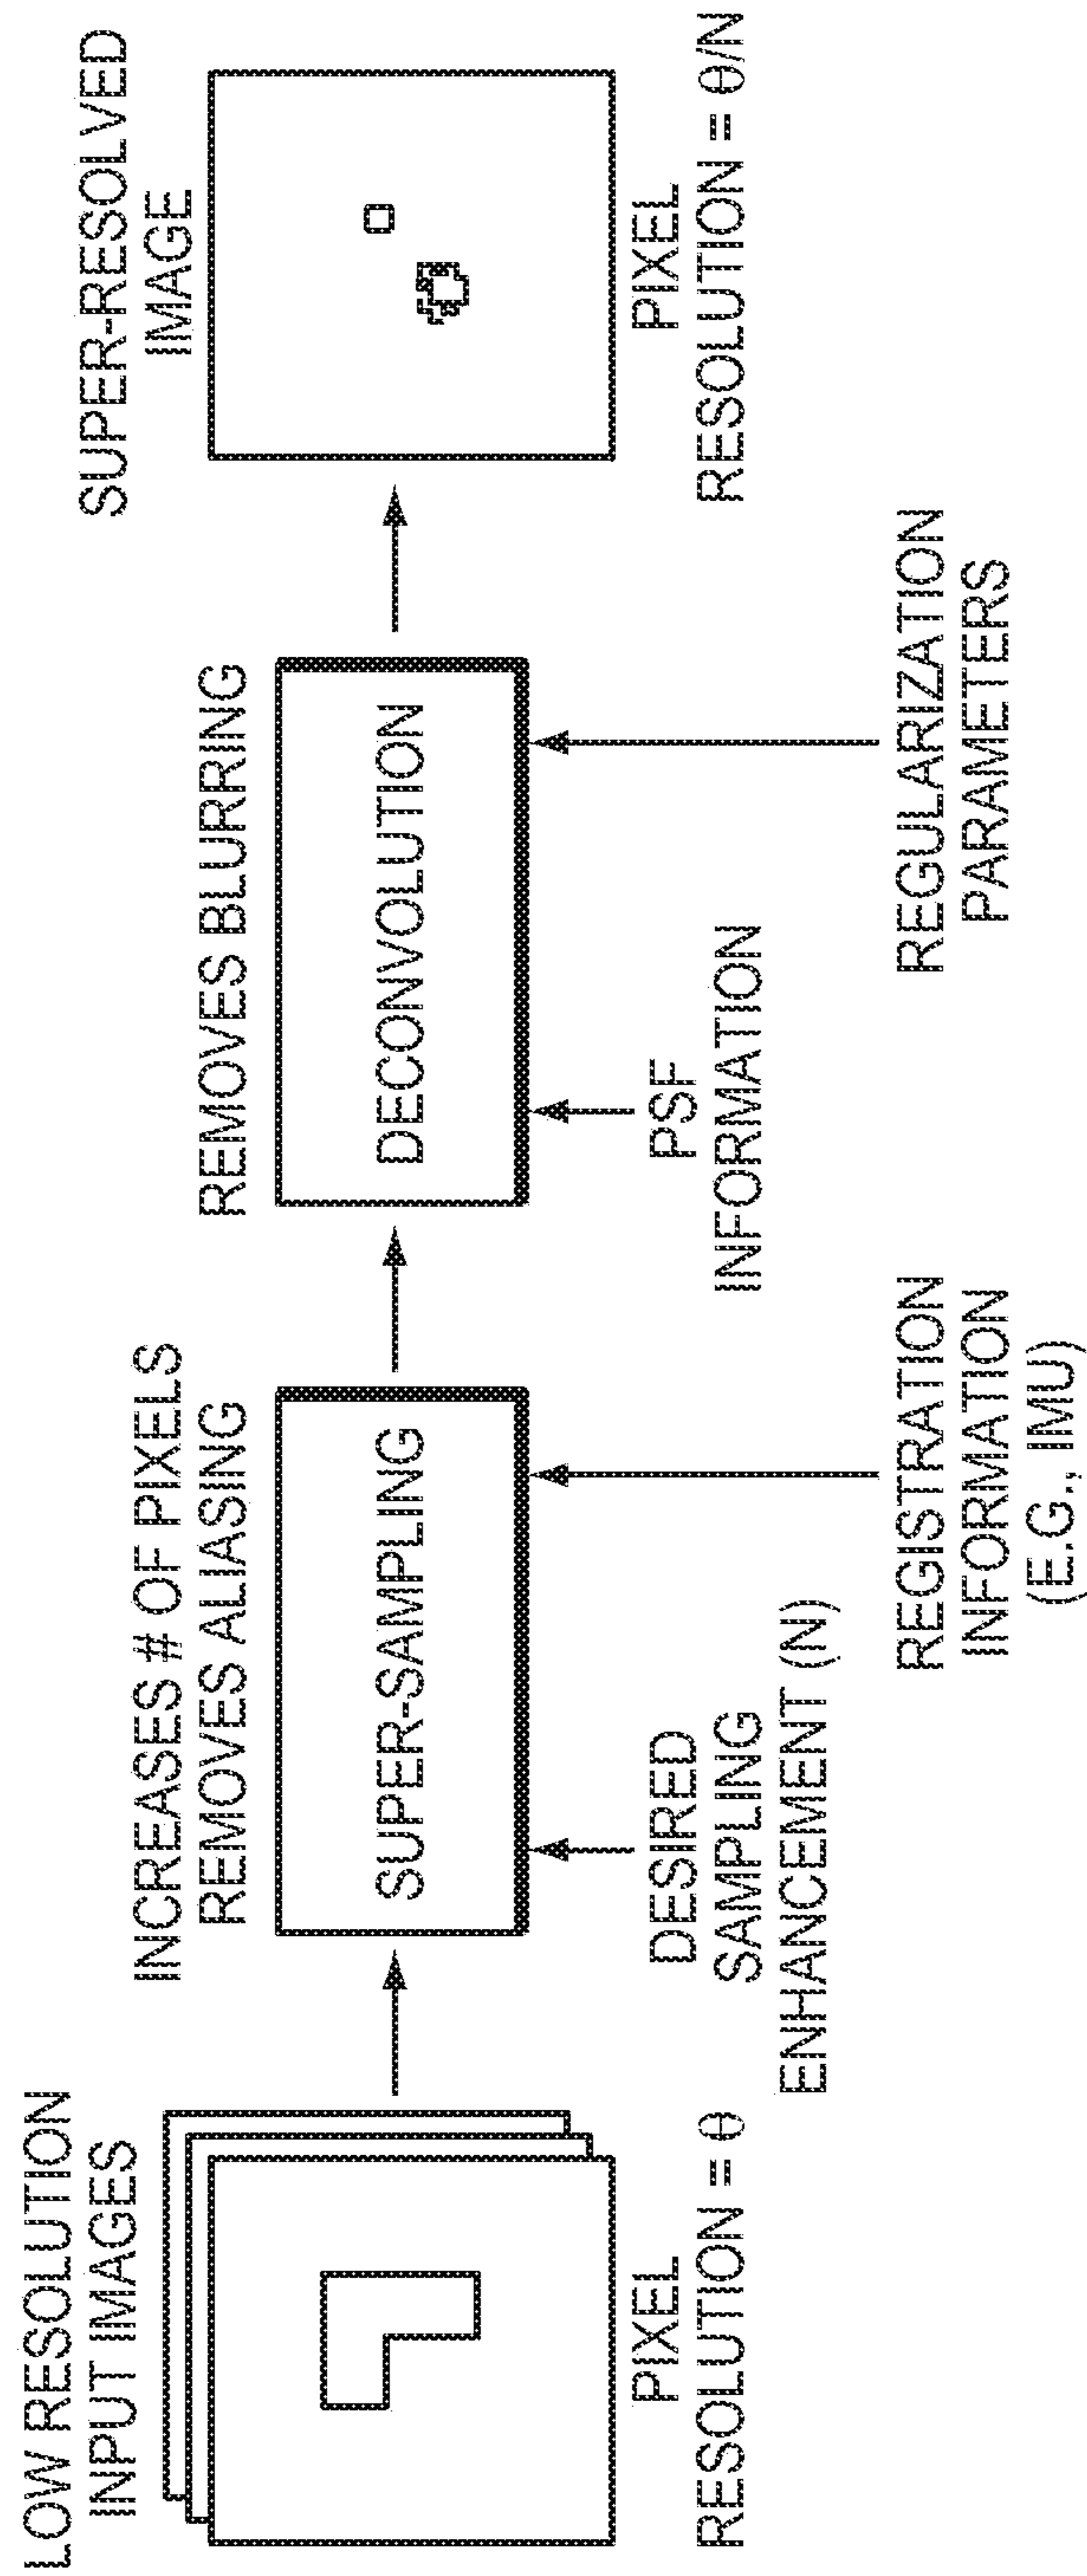 LOW RESOLUTION
INPUT IMAGES
PIXEL
RESOLUTION = θ
INCREASES # OF PIXELS
REMOVES ALIASING
SUPER-SAMPLING
DESIRED
SAMPLING
ENHANCEMENT (N)
REGISTRATION
INFORMATION
(E.G., IMU)
REMOVES BLURRING
DECONVOLUTION
PSF
INFORMATION
REGULARIZATION
PARAMETERS
SUPER-RESOLVED
IMAGE
PIXEL
RESOLUTION = θ/N